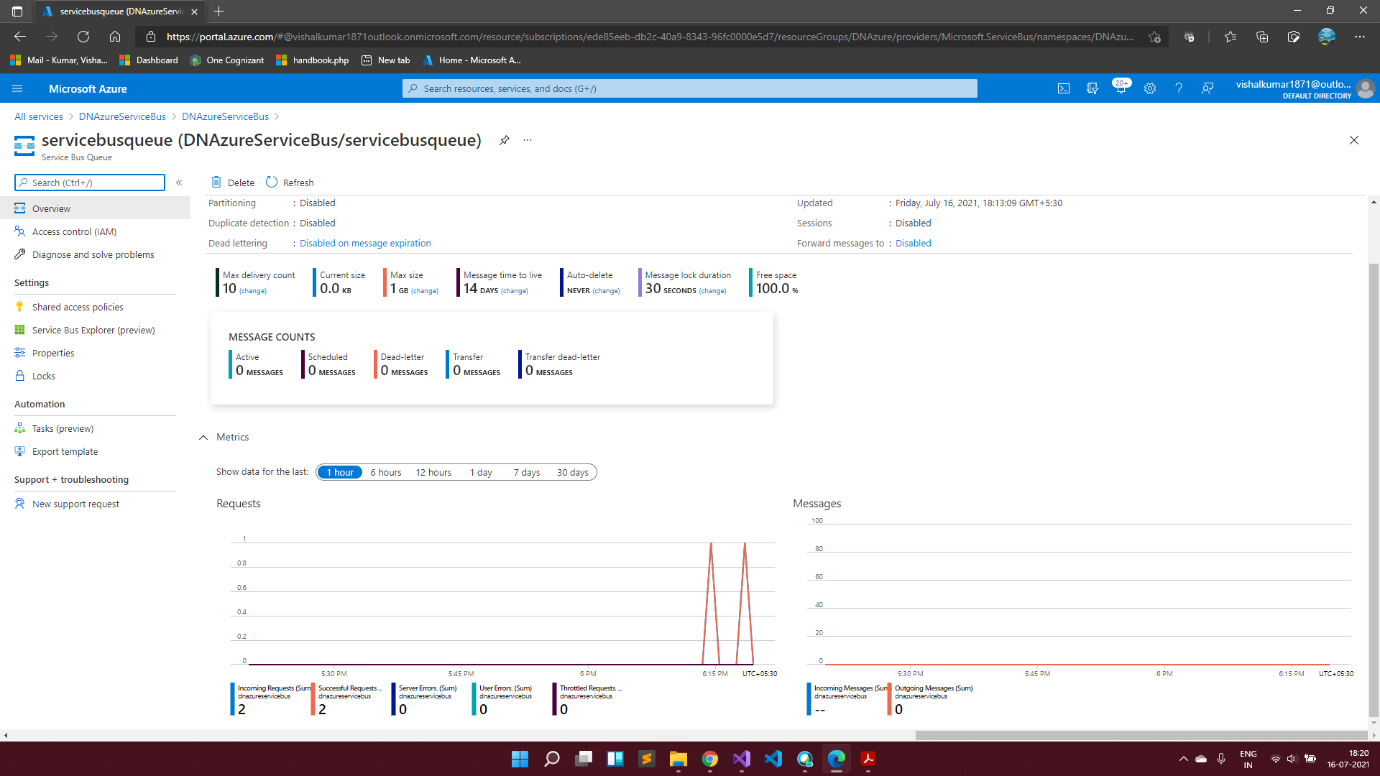 servicebusqueue (DNAzureServic
https://portal.azure.com/#@vishalkumar1871outlook.onmicrosoft.com/resource/subscriptions/ede85eeb-db2c-40a9-8343-96fc0000e5d7/resourceGroups/DNAzure/providers/Microsoft.ServiceBus/namespaces/DNAzu...
Mail - Kumar, Visha... Dashboard One Cognizant handbook.php New tab Home - Microsoft A...
Microsoft Azure
Search resources, services, and docs (G+/)
20+
vishalkumar1871@outlo...
DEFAULT DIRECTORY
All services > DNAzureServiceBus > DNAzureServiceBus >
servicebusqueue (DNAzureServiceBus/servicebusqueue) ...
Service Bus Queue
Search (Ctrl+/) «
Delete Refresh
Overview
Access control (IAM)
Diagnose and solve problems
Settings
Shared access policies
Service Bus Explorer (preview)
Properties
Locks
Automation
Tasks (preview)
Export template
Support + troubleshooting
New support request
Partitioning : Disabled
Duplicate detection : Disabled
Dead lettering : Disabled on message expiration
Updated : Friday, July 16, 2021, 18:13:09 GMT+5:30
Sessions : Disabled
Forward messages to : Disabled
Max delivery count
10 (change)
Current size
0.0 KB
Max size
1 GB (change)
Message time to live
14 DAYS (change)
Auto-delete
NEVER (change)
Message lock duration
30 SECONDS (change)
Free space
100.0 %
MESSAGE COUNTS
Active
0 MESSAGES
Scheduled
0 MESSAGES
Dead-letter
0 MESSAGES
Transfer
0 MESSAGES
Transfer dead-letter
0 MESSAGES
Metrics
Show data for the last: 1 hour 6 hours 12 hours 1 day 7 days 30 days
Requests
1
0.8
0.6
0.4
0.2
0
5:30 PM 5:45 PM 6 PM 6:15 PM UTC+05:30
Incoming Requests (Sum)
dnazureservicebus
2
Successful Requests ...
dnazureservicebus
2
Server Errors. (Sum)
dnazureservicebus
0
User Errors. (Sum)
dnazureservicebus
0
Throttled Requests. ...
dnazureservicebus
0
Messages
100
80
60
40
20
0
5:30 PM 5:45 PM 6 PM 6:15 PM UTC+05:30
Incoming Messages (Sum)
dnazureservicebus
--
Outgoing Messages (Sum)
dnazureservicebus
0
ENG
IN
18:20
16-07-2021